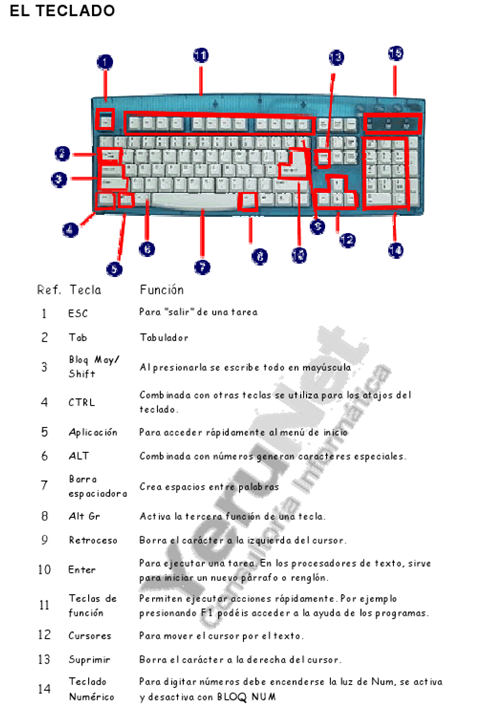 EL TECLADO
11
13
15
1
2
3
4
5
6
7
8
10
9
12
14
Ref. Tecla Función
1 ESC Para "salir" de una tarea
2 Tab Tabulador
3 Bloq May/
Shift Al presionarla se escribe todo en mayúscula
4 CTRL Combinada con otras teclas se utiliza para los atajos del
teclado.
5 Aplicación Para acceder rápidamente al menú de inicio
6 ALT Combinada con números generan caracteres especiales.
7 Barra
espaciadora Crea espacios entre palabras
8 Alt Gr Activa la tercera función de una tecla.
9 Retroceso Borra el carácter a la izquierda del cursor.
10 Enter Para ejecutar una tarea. En los procesadores de texto, sirve
para iniciar un nuevo párrafo o renglón.
11 Teclas de
función Permiten ejecutar acciones rápidamente. Por ejemplo
presionando F1 podéis acceder a la ayuda de los programas.
12 Cursores Para mover el cursor por el texto.
13 Suprimir Borra el carácter a la derecha del cursor.
14 Teclado
Numérico Para digitar números debe encenderse la luz de Num, se activa
y desactiva con BLOQ NUM
YeruNet
Consultoría Informática